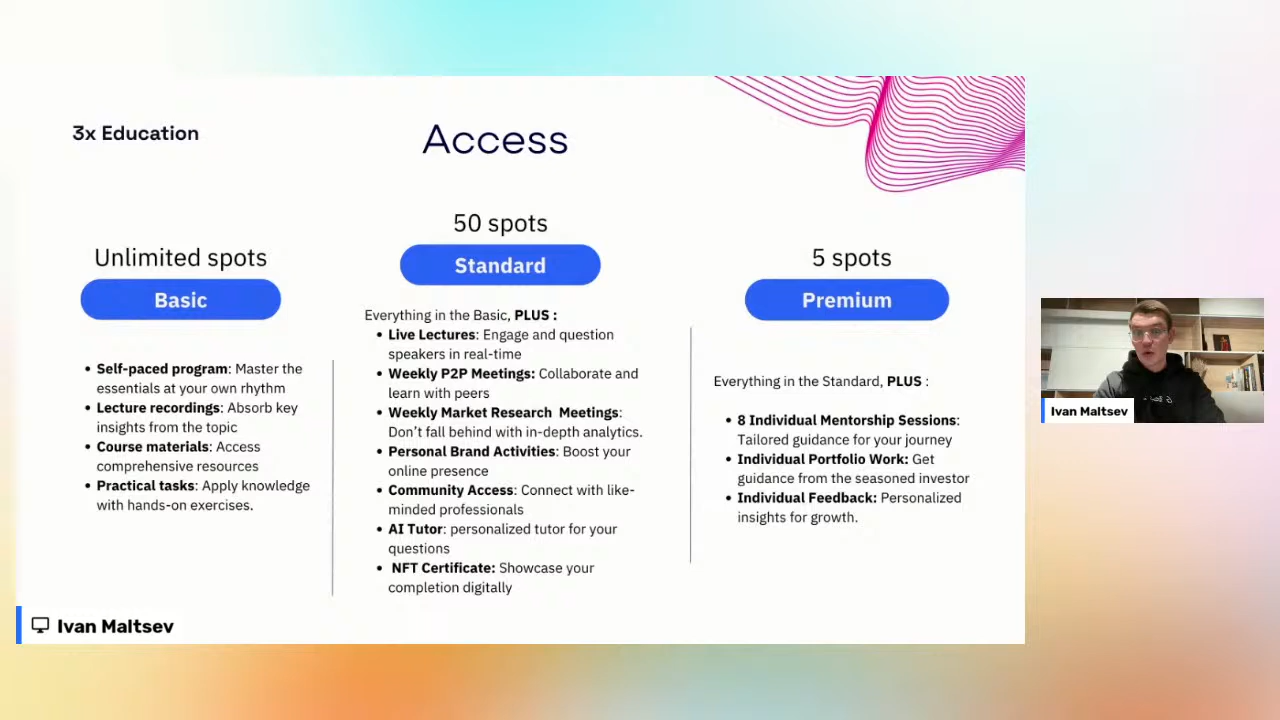 3x Education
Access
Unlimited spots
Basic
• Self-paced program: Master the
essentials at your own rhythm
• Lecture recordings: Absorb key
insights from the topic
• Course materials: Access
comprehensive resources
• Practical tasks: Apply knowledge
with hands-on exercises.
50 spots
Standard
Everything in the Basic, PLUS :
• Live Lectures: Engage and question
speakers in real-time
• Weekly P2P Meetings: Collaborate and
learn with peers
• Weekly Market Research Meetings:
Don't fall behind with in-depth analytics.
• Personal Brand Activities: Boost your
online presence
• Community Access: Connect with like-
minded professionals
• AI Tutor: personalized tutor for your
questions
• NFT Certificate: Showcase your
completion digitally
5 spots
Premium
Everything in the Standard, PLUS :
• 8 Individual Mentorship Sessions:
Tailored guidance for your journey
• Individual Portfolio Work: Get
guidance from the seasoned investor
• Individual Feedback: Personalized
insights for growth.
Ivan Maltsev
Ivan Maltsev